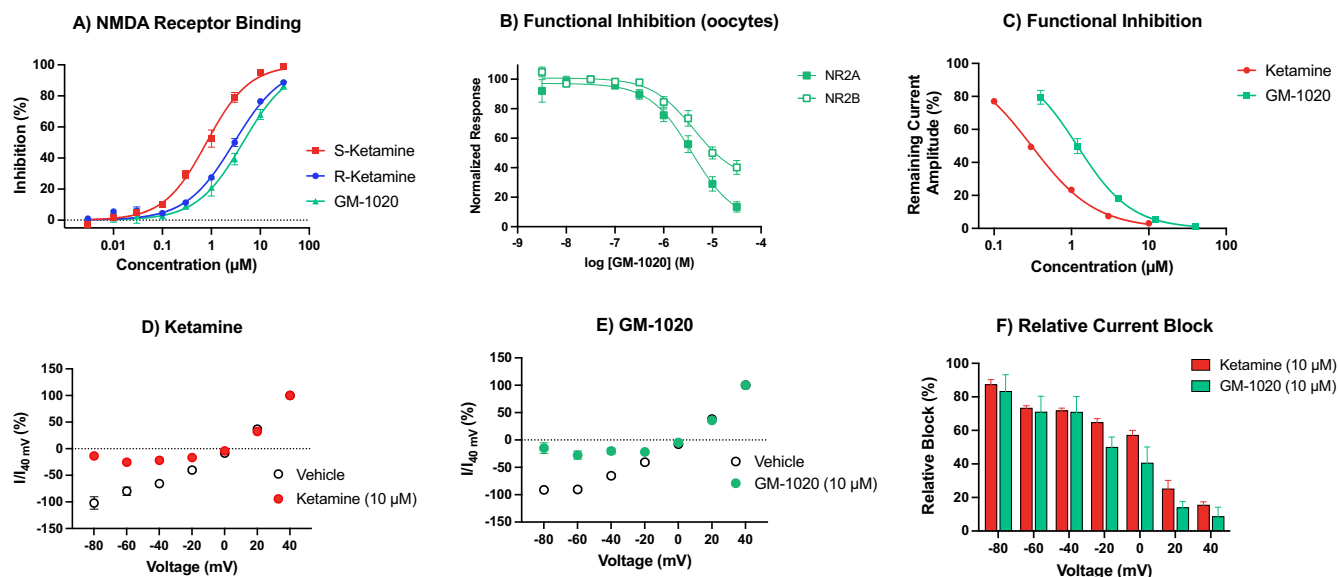 A) NMDA Receptor Binding
Inhibition (%)
100
80
60
40
20
0
0.01
0.1
1
10
100
Concentration (µM)
S-Ketamine
R-Ketamine
GM-1020
B) Functional Inhibition (oocytes)
Normalized Response
100
80
60
40
20
0
-9
-8
-7
-6
-5
-4
log [GM-1020] (M)
NR2A
NR2B
C) Functional Inhibition
Remaining Current
Amplitude (%)
100
80
60
40
20
0
0.1
1
10
100
Concentration (µM)
Ketamine
GM-1020
D) Ketamine
I/I40 mV (%)
150
100
50
0
-50
-100
-150
-80
-60
-40
-20
0
20
40
Voltage (mV)
Vehicle
Ketamine (10 µM)
E) GM-1020
I/I40 mV (%)
150
100
50
0
-50
-100
-150
-80
-60
-40
-20
0
20
40
Voltage (mV)
Vehicle
GM-1020 (10 µM)
F) Relative Current Block
Relative Block (%)
100
80
60
40
20
0
-80
-60
-40
-20
0
20
40
Voltage (mV)
Ketamine (10 µM)
GM-1020 (10 µM)